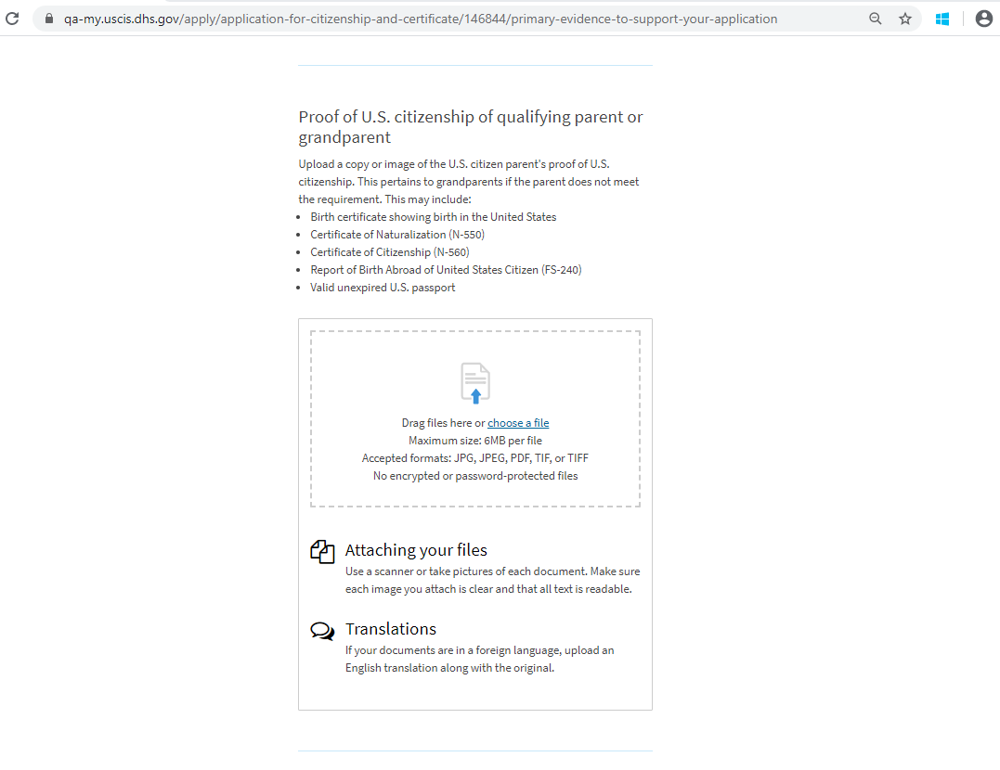 qa-my.uscis.dhs.gov/apply/application-for-citizenship-and-certificate/146844/primary-evidence-to-support-your-application
Proof of U.S. citizenship of qualifying parent or
grandparent
Upload a copy or image of the U.S. citizen parent's proof of U.S.
citizenship. This pertains to grandparents if the parent does not meet
the requirement. This may include:
• Birth certificate showing birth in the United States
• Certificate of Naturalization (N-550)
• Certificate of Citizenship (N-560)
• Report of Birth Abroad of United States Citizen (FS-240)
• Valid unexpired U.S. passport
Drag files here or choose a file
Maximum size: 6MB per file
Accepted formats: JPG, JPEG, PDF, TIF, or TIFF
No encrypted or password-protected files
Attaching your files
Use a scanner or take pictures of each document. Make sure
each image you attach is clear and that all text is readable.
Translations
If your documents are in a foreign language, upload an
English translation along with the original.